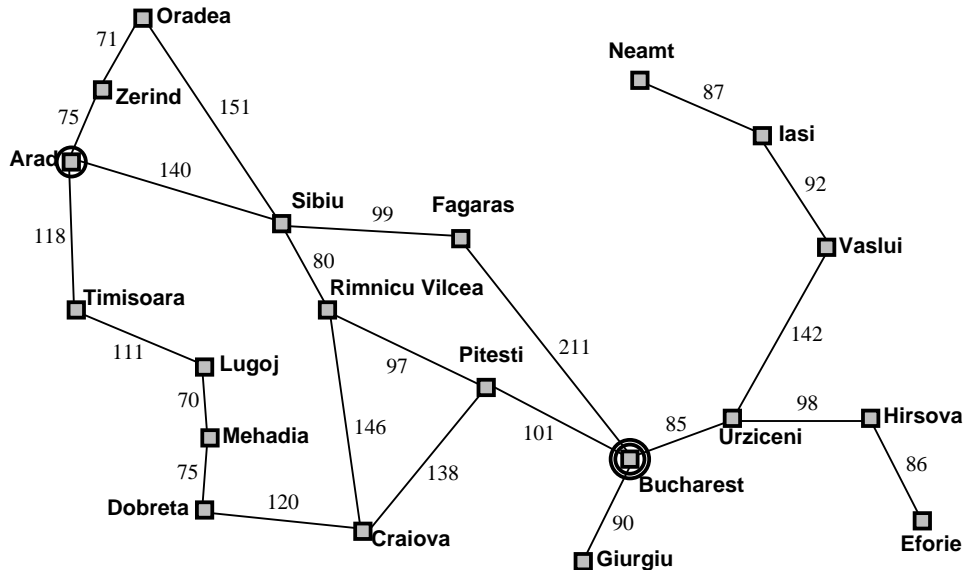 Oradea
71
Neamt
87
Zerind
151
75
Iasi
Arad
140
92
Sibiu
99
Fagaras
118
Vaslui
80
Timisoara
Rimnicu Vilcea
142
111
Lugoj
97
Pitesti
211
70
98
Hirsova
146
85
Urziceni
Mehadia
101
138
86
75
Bucharest
120
Dobreta
90
Craiova
Eforie
Giurgiu